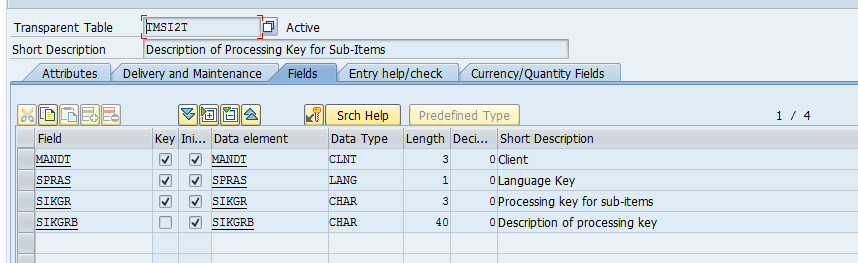 Transparent Table TMSI2T Active
Short Description Description of Processing Key for Sub-Items
Attributes Delivery and Maintenance Fields Entry help/check Currency/Quantity Fields
Srch Help Predefined Type 1 / 4
Field Key Ini... Data element Data Type Length Deci... Short Description
MANDT MANDT CLNT 3 0 Client
SPRAS SPRAS LANG 1 0 Language Key
SIKGR SIKGR CHAR 3 0 Processing key for sub-items
SIKGRB SIKGRB CHAR 40 0 Description of processing key